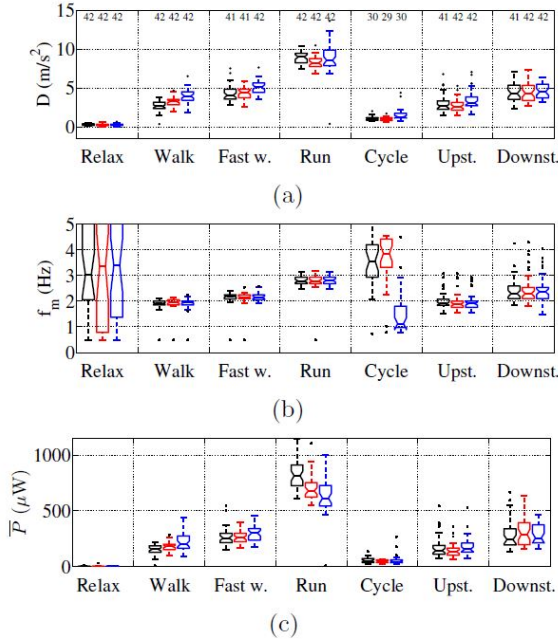 42 42 42 42 42 42 41 41 42 42 42 42 30 29 30 41 42 42 42 42 42
15
10
5
0
D (m/s²)
Relax Walk Fast w. Run Cycle Upst. Downst.
(a)
5
4
3
2
1
0
f_m (Hz)
Relax Walk Fast w. Run Cycle Upst. Downst.
(b)
1000
500
0
P̅ (μW)
Relax Walk Fast w. Run Cycle Upst. Downst.
(c)